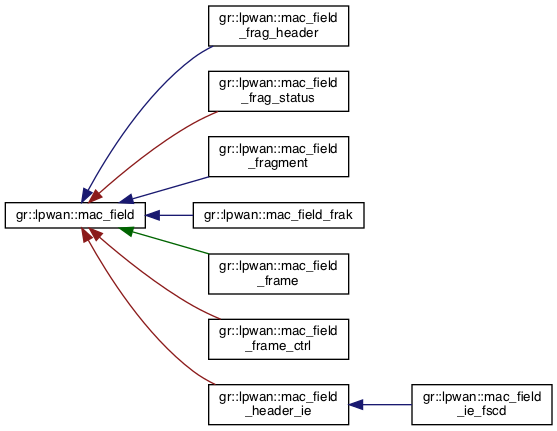 gr::lpwan::mac_field
_frag_header
gr::lpwan::mac_field
_frag_status
gr::lpwan::mac_field
_fragment
gr::lpwan::mac_field
gr::lpwan::mac_field_frak
gr::lpwan::mac_field
_frame
gr::lpwan::mac_field
_frame_ctrl
gr::lpwan::mac_field
_header_ie
gr::lpwan::mac_field
_ie_fscd